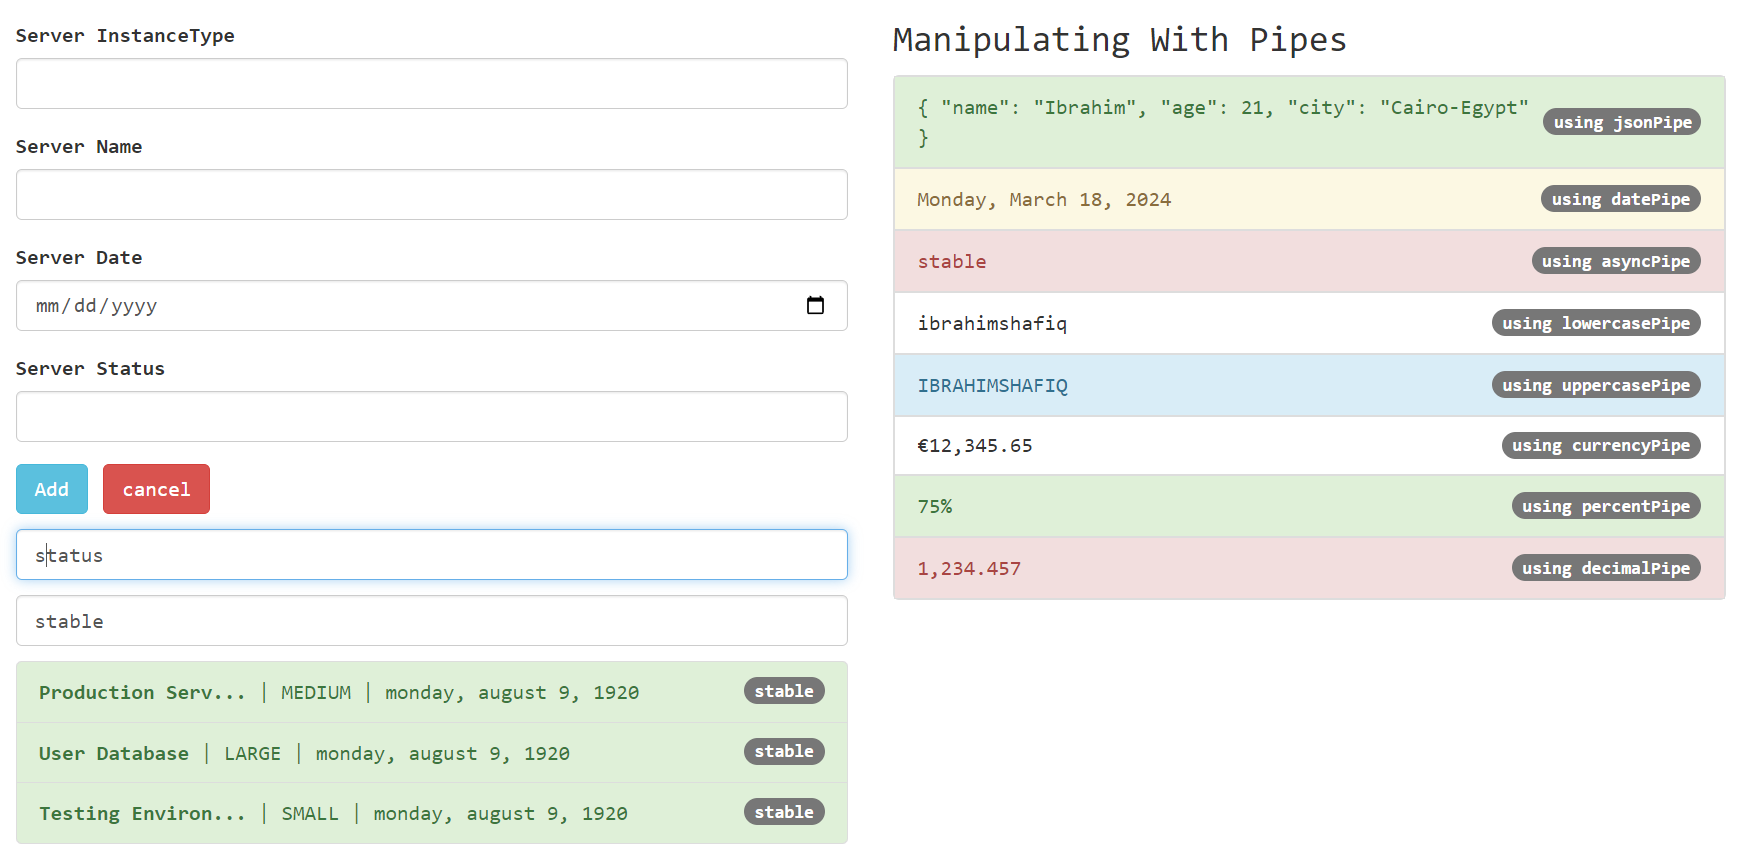 Server InstanceType
Server Name
Server Date
mm/dd/yyyy
Server Status
Add cancel
status
stable
Production Serv... | MEDIUM | monday, august 9, 1920 stable
User Database | LARGE | monday, august 9, 1920 stable
Testing Environ... | SMALL | monday, august 9, 1920 stable
Manipulating With Pipes
{ "name": "Ibrahim", "age": 21, "city": "Cairo-Egypt"
} using jsonPipe
Monday, March 18, 2024 using datePipe
stable using asyncPipe
ibrahimshafiq using lowercasePipe
IBRAHIMSHAFIQ using uppercasePipe
€12,345.65 using currencyPipe
75% using percentPipe
1,234.457 using decimalPipe